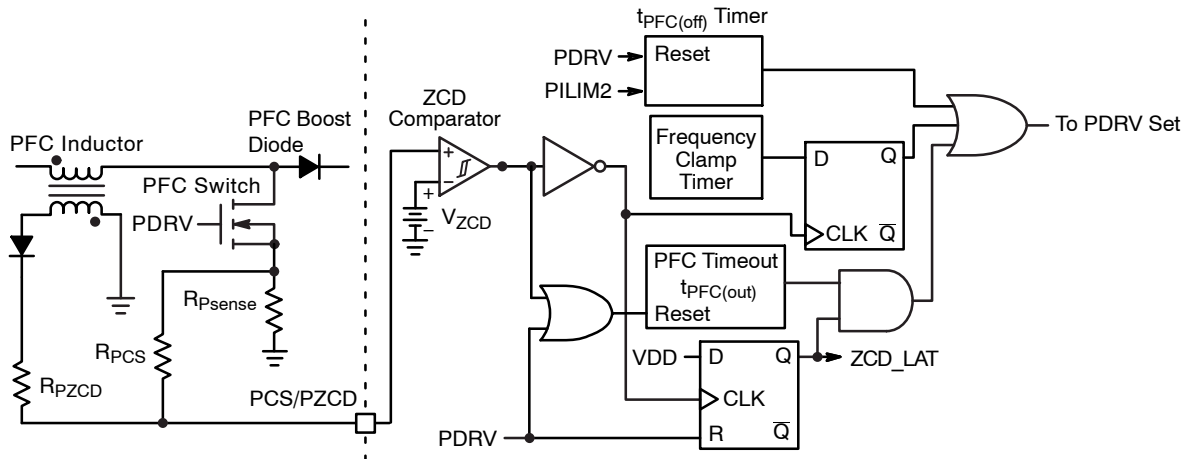 PFC Inductor
PFC Boost
Diode
PFC Switch
PDRV
RPsense
RPCS
RPZCD
PCS/PZCD
ZCD
Comparator
+
−
+
−
VZCD
tPFC(off) Timer
PDRV
PILIM2
Reset
Frequency
Clamp
Timer
D
Q
CLK
Q
To PDRV Set
PFC Timeout
tPFC(out)
Reset
VDD
D
Q
ZCD_LAT
CLK
PDRV
R
Q